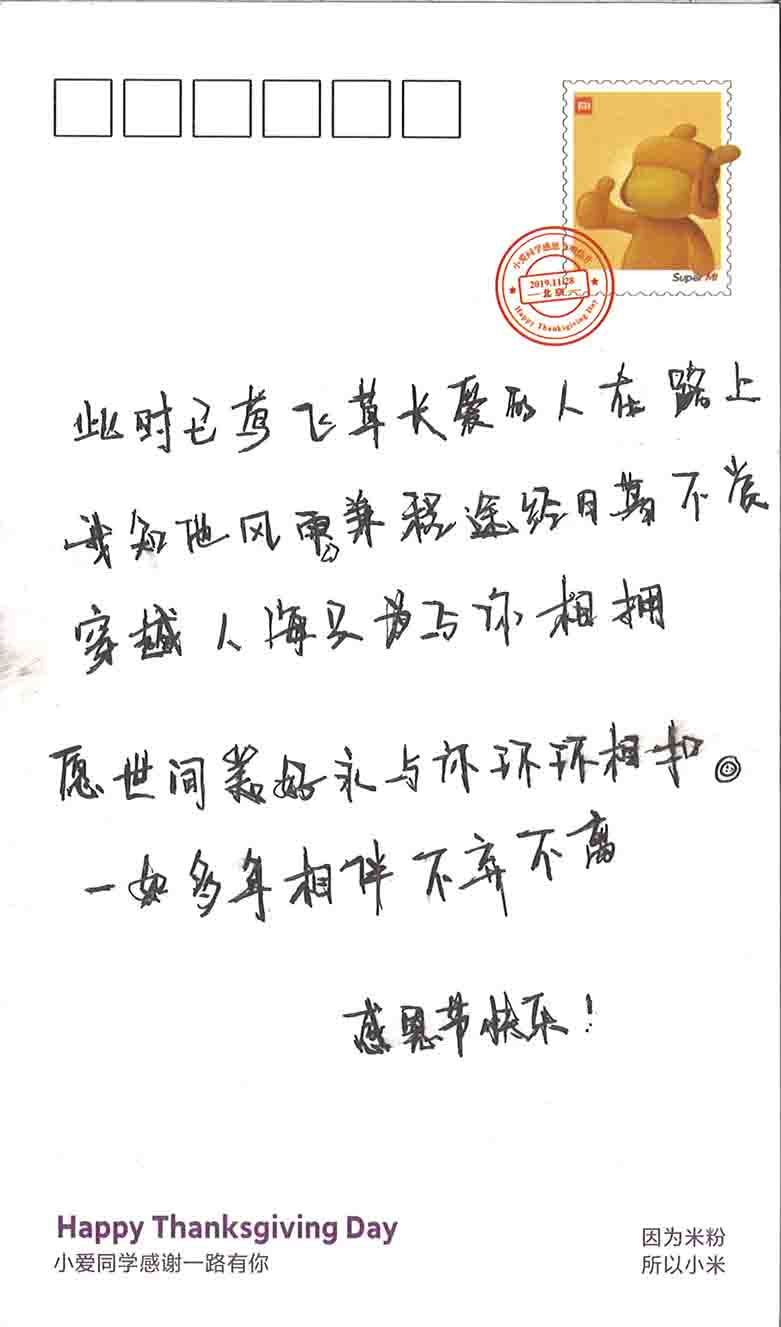 Super MI
小爱同学感恩节明信片
2019.11.28
北京
Happy Thanksgiving Day
此时已莺飞草长爱的人在路上
我知他风雨兼程途经日暮不赏
穿越人海只为与你相拥
愿世间美好永与你环环相扣。
一如多年相伴不弃不离
感恩节快乐!
Happy Thanksgiving Day
小爱同学感谢一路有你
因为米粉
所以小米